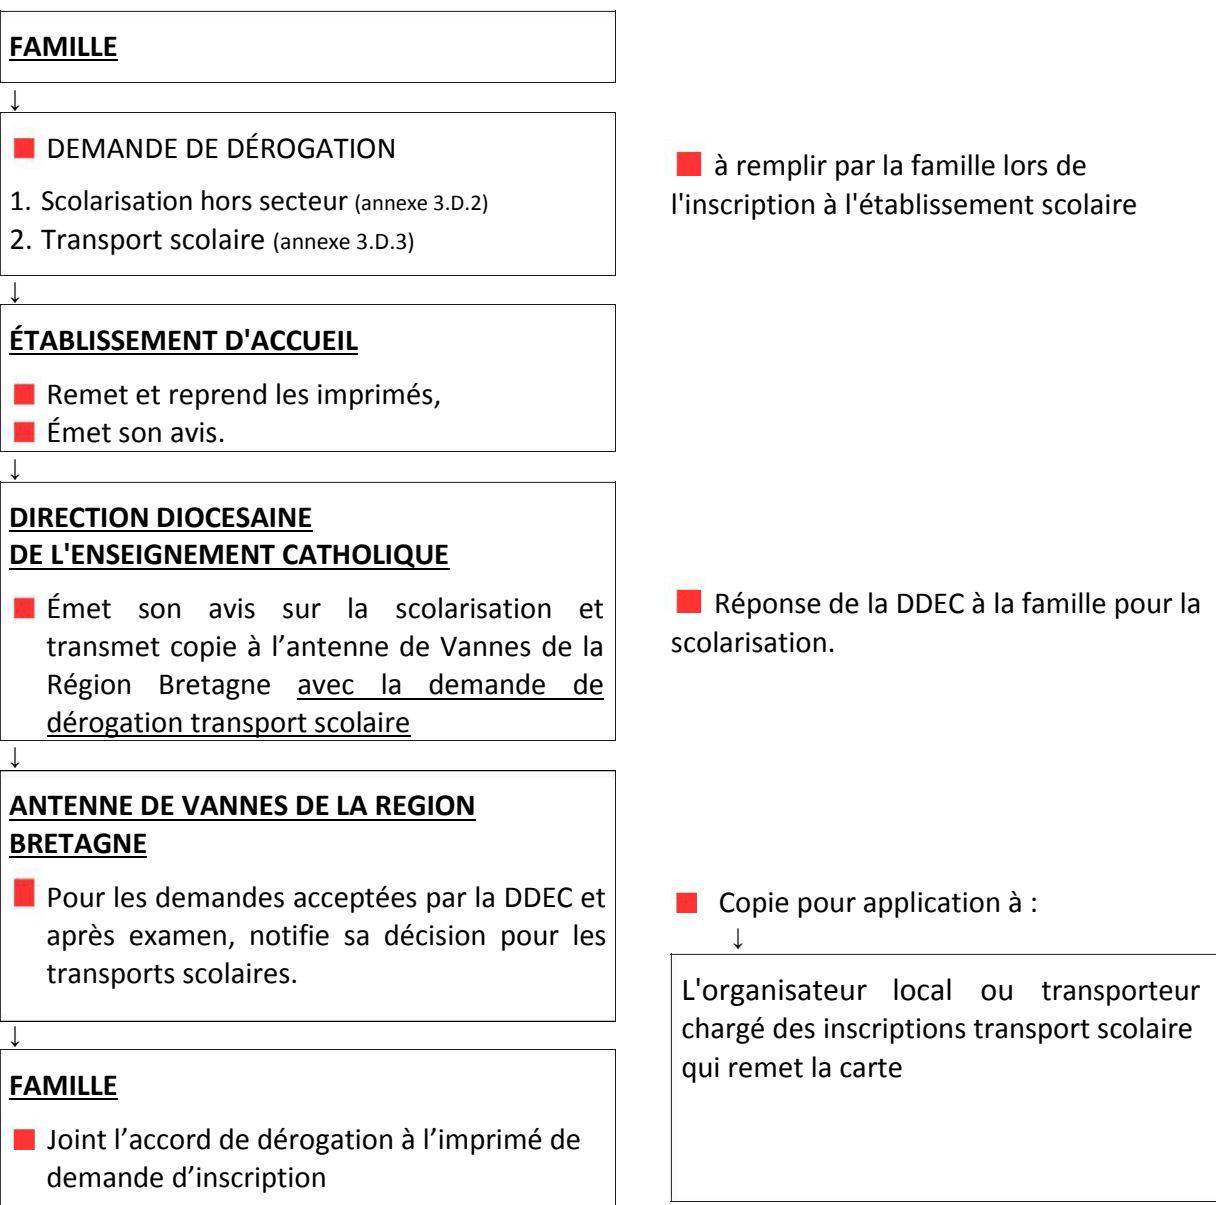 FAMILLE
↓
DEMANDE DE DÉROGATION
1. Scolarisation hors secteur (annexe 3.D.2)
2. Transport scolaire (annexe 3.D.3)
à remplir par la famille lors de
l'inscription à l'établissement scolaire
↓
ÉTABLISSEMENT D'ACCUEIL
Remet et reprend les imprimés,
Émet son avis.
↓
DIRECTION DIOCESAINE
DE L'ENSEIGNEMENT CATHOLIQUE
Émet son avis sur la scolarisation et
transmet copie à l’antenne de Vannes de la
Région Bretagne avec la demande de
dérogation transport scolaire
Réponse de la DDEC à la famille pour la
scolarisation.
↓
ANTENNE DE VANNES DE LA REGION
BRETAGNE
Pour les demandes acceptées par la DDEC et
après examen, notifie sa décision pour les
transports scolaires.
Copie pour application à :
↓
L'organisateur local ou transporteur
chargé des inscriptions transport scolaire
qui remet la carte
↓
FAMILLE
Joint l’accord de dérogation à l’imprimé de
demande d’inscription